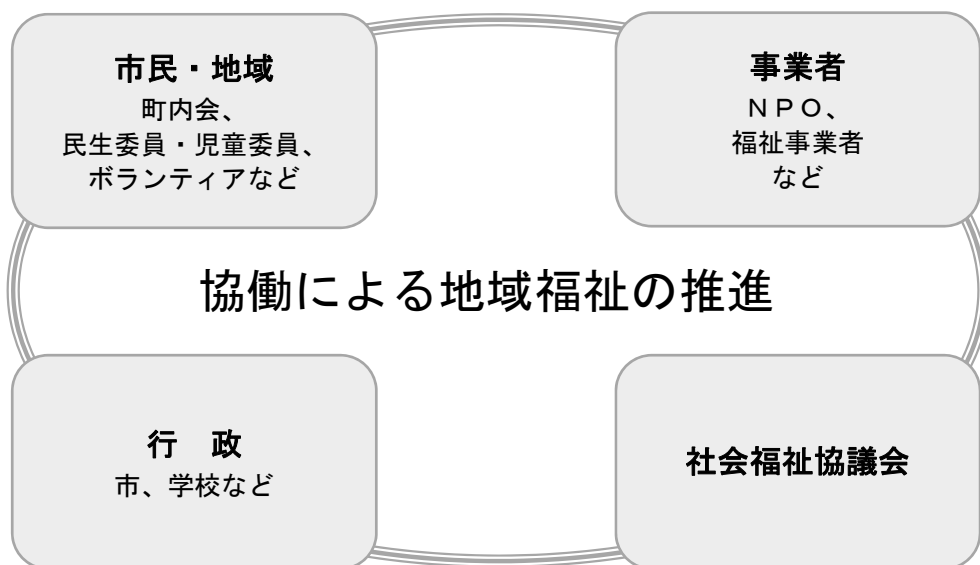 市民・地域
町内会、
民生委員・児童委員、
ボランティアなど
事業者
ＮＰＯ、
福祉事業者
など
協働による地域福祉の推進
行　政
市、学校など
社会福祉協議会